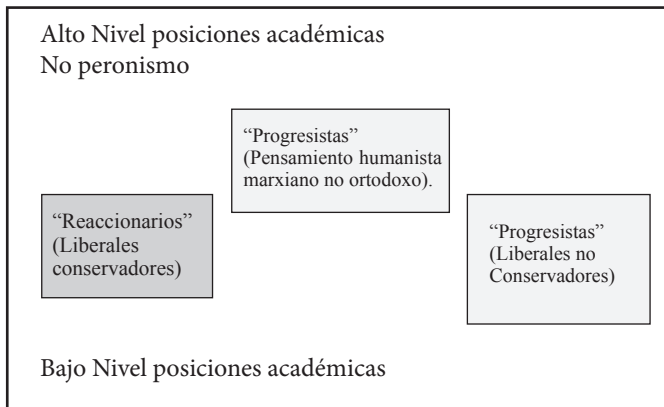 Alto Nivel posiciones académicas
No peronismo
“Progresistas”
(Pensamiento humanista
marxiano no ortodoxo).
“Reaccionarios”
(Liberales
conservadores)
“Progresistas”
(Liberales no
Conservadores)
Bajo Nivel posiciones académicas